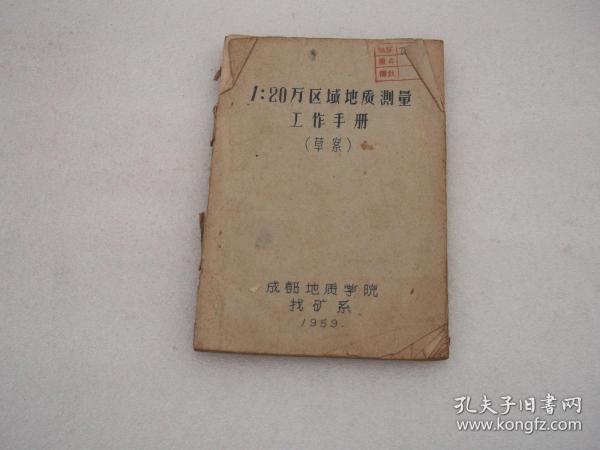 1:20万区域地质測量
工作手册
(草案)
成都地质学院
找矿系
1959.
孔夫子旧书网
www.kongfz.com